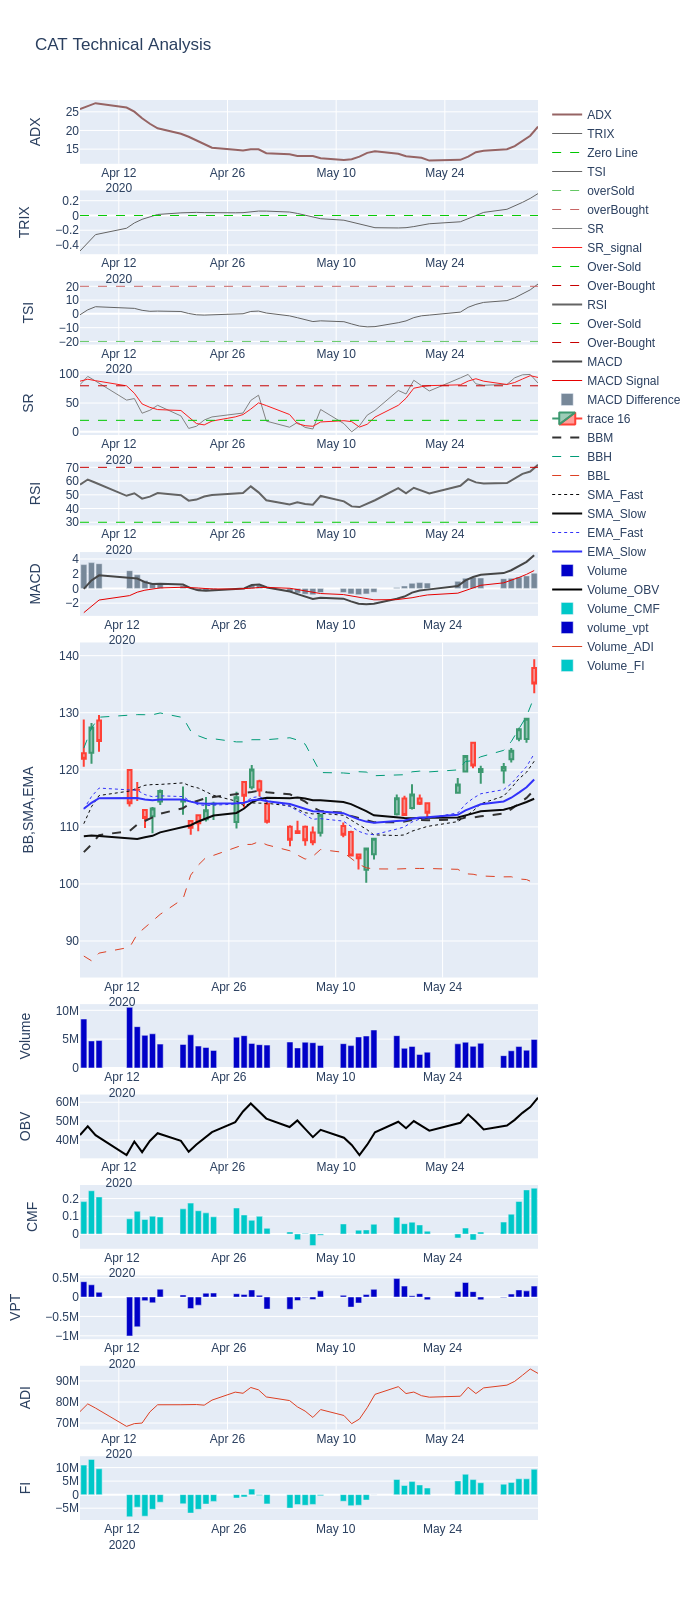 CAT Technical Analysis
ADX
25
20
15
Apr 12
2020
Apr 26
May 10
May 24
TRIX
0.2
0
−0.2
−0.4
Apr 12
2020
Apr 26
May 10
May 24
TSI
20
10
0
−10
−20
Apr 12
2020
Apr 26
May 10
May 24
SR
100
50
0
Apr 12
2020
Apr 26
May 10
May 24
RSI
70
60
50
40
30
Apr 12
2020
Apr 26
May 10
May 24
MACD
4
2
0
−2
Apr 12
2020
Apr 26
May 10
May 24
BB,SMA,EMA
140
130
120
110
100
90
Apr 12
2020
Apr 26
May 10
May 24
Volume
10M
5M
0
Apr 12
2020
Apr 26
May 10
May 24
OBV
60M
50M
40M
Apr 12
2020
Apr 26
May 10
May 24
CMF
0.2
0.1
0
Apr 12
2020
Apr 26
May 10
May 24
VPT
0.5M
0
−0.5M
−1M
Apr 12
2020
Apr 26
May 10
May 24
ADI
90M
80M
70M
Apr 12
2020
Apr 26
May 10
May 24
FI
10M
5M
0
−5M
Apr 12
2020
Apr 26
May 10
May 24
ADX
TRIX
Zero Line
TSI
overSold
overBought
SR
SR_signal
Over-Sold
Over-Bought
RSI
Over-Sold
Over-Bought
MACD
MACD Signal
MACD Difference
trace 16
BBM
BBH
BBL
SMA_Fast
SMA_Slow
EMA_Fast
EMA_Slow
Volume
Volume_OBV
Volume_CMF
volume_vpt
Volume_ADI
Volume_FI